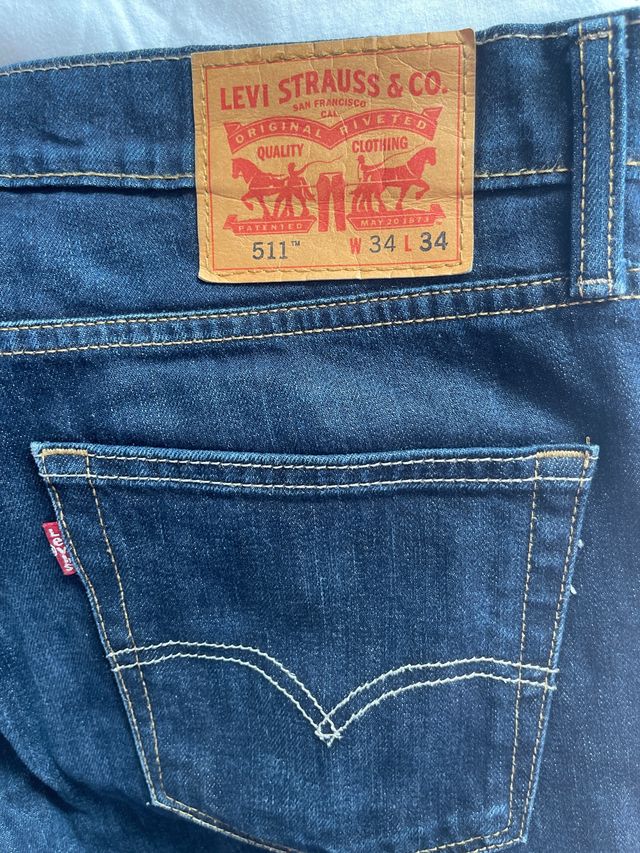 LEVI STRAUSS & CO.
SAN FRANCISCO
CAL.
ORIGINAL RIVETED
QUALITY CLOTHING
PATENTED MAY 20 1873
511™ W 34 L 34
LEVI'S